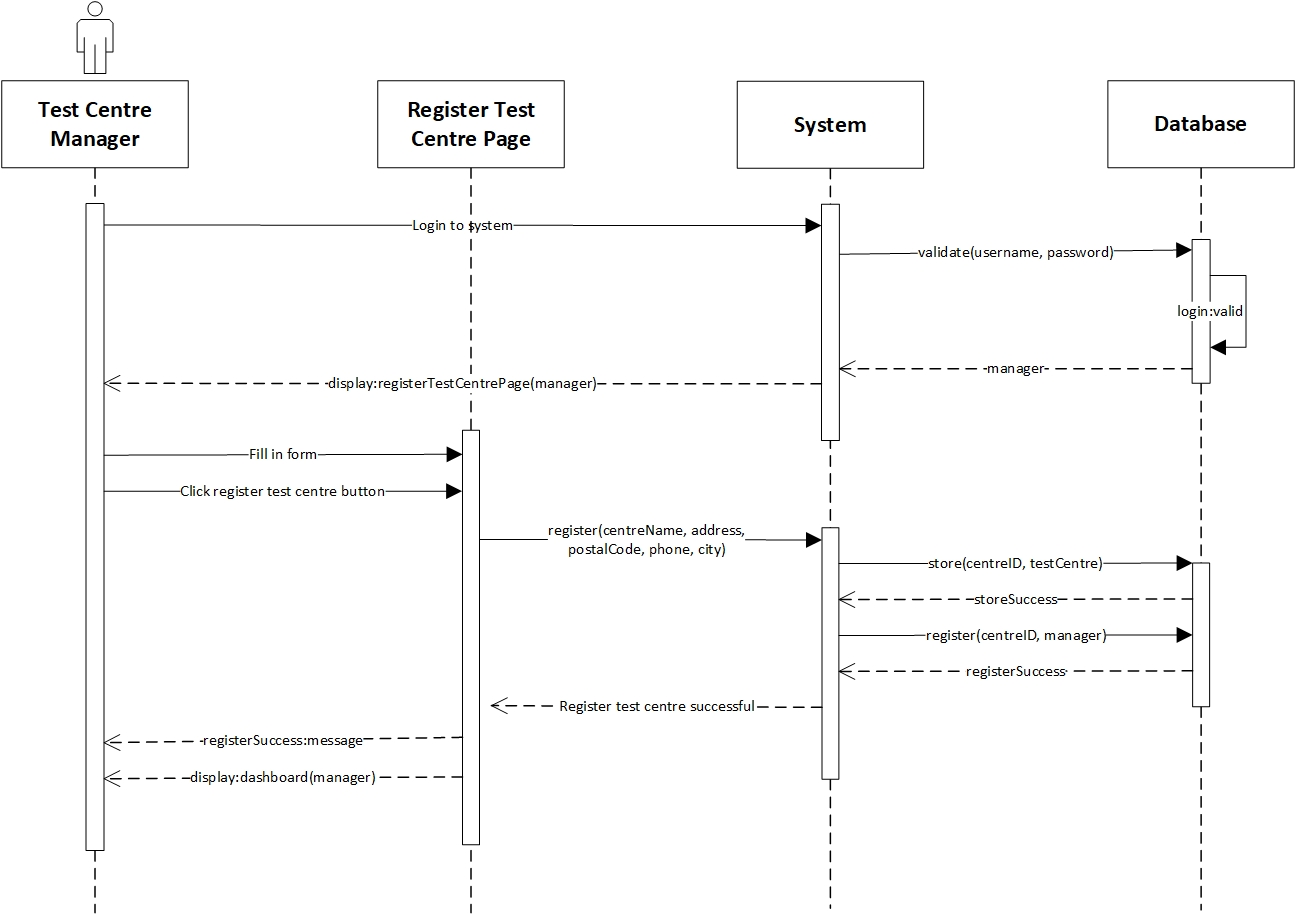 Test Centre
Manager
Register Test
Centre Page
System
Database
Login to system
validate(username, password)
login:valid
manager
display:registerTestCentrePage(manager)
Fill in form
Click register test centre button
register(centreName, address,
postalCode, phone, city)
store(centreID, testCentre)
storeSuccess
register(centreID, manager)
registerSuccess
Register test centre successful
registerSuccess:message
display:dashboard(manager)